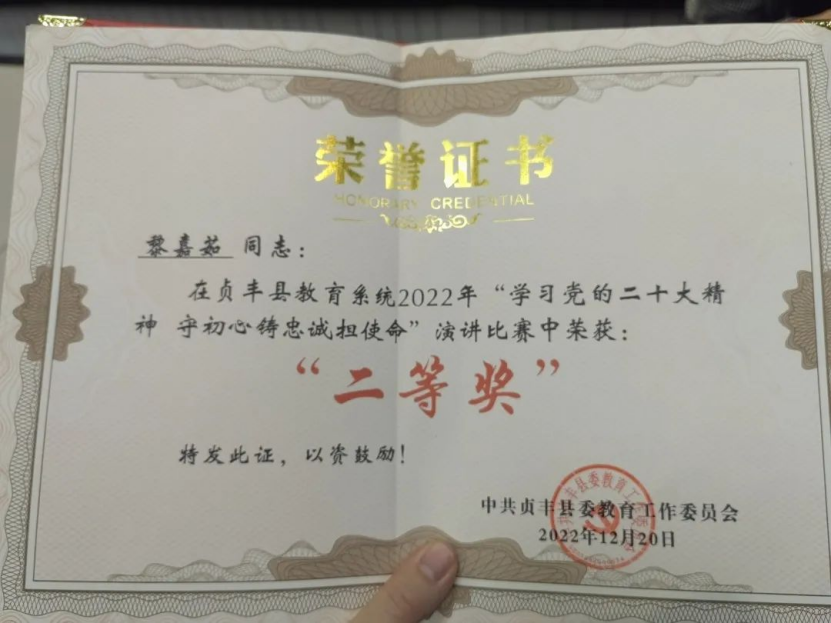 荣誉证书
HONORARY CREDENTIAL
黎嘉茹 同志：
在贞丰县教育系统2022年“学习党的二十大精
神 守初心铸忠诚担使命”演讲比赛中荣获：
“二等奖”
特发此证，以资鼓励！
中共贞丰县委教育工作委员会
2022年12月20日